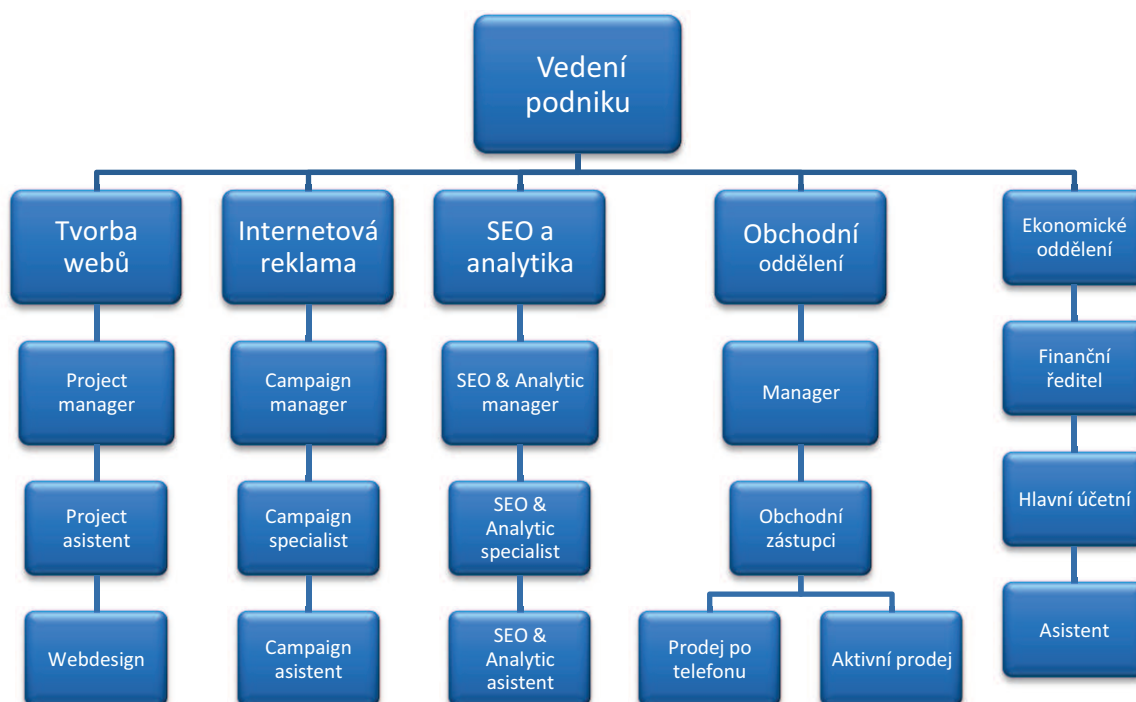 Vedení
podniku
Tvorba
webů
Internetová
reklama
SEO a
analytika
Obchodní
oddělení
Ekonomické
oddělení
Project
manager
Campaign
manager
SEO & Analytic
manager
Manager
Finanční
ředitel
Project
asistent
Campaign
specialist
SEO &
Analytic
specialist
Obchodní
zástupci
Hlavní účetní
Webdesign
Campaign
asistent
SEO &
Analytic
asistent
Prodej po
telefonu
Aktivní prodej
Asistent